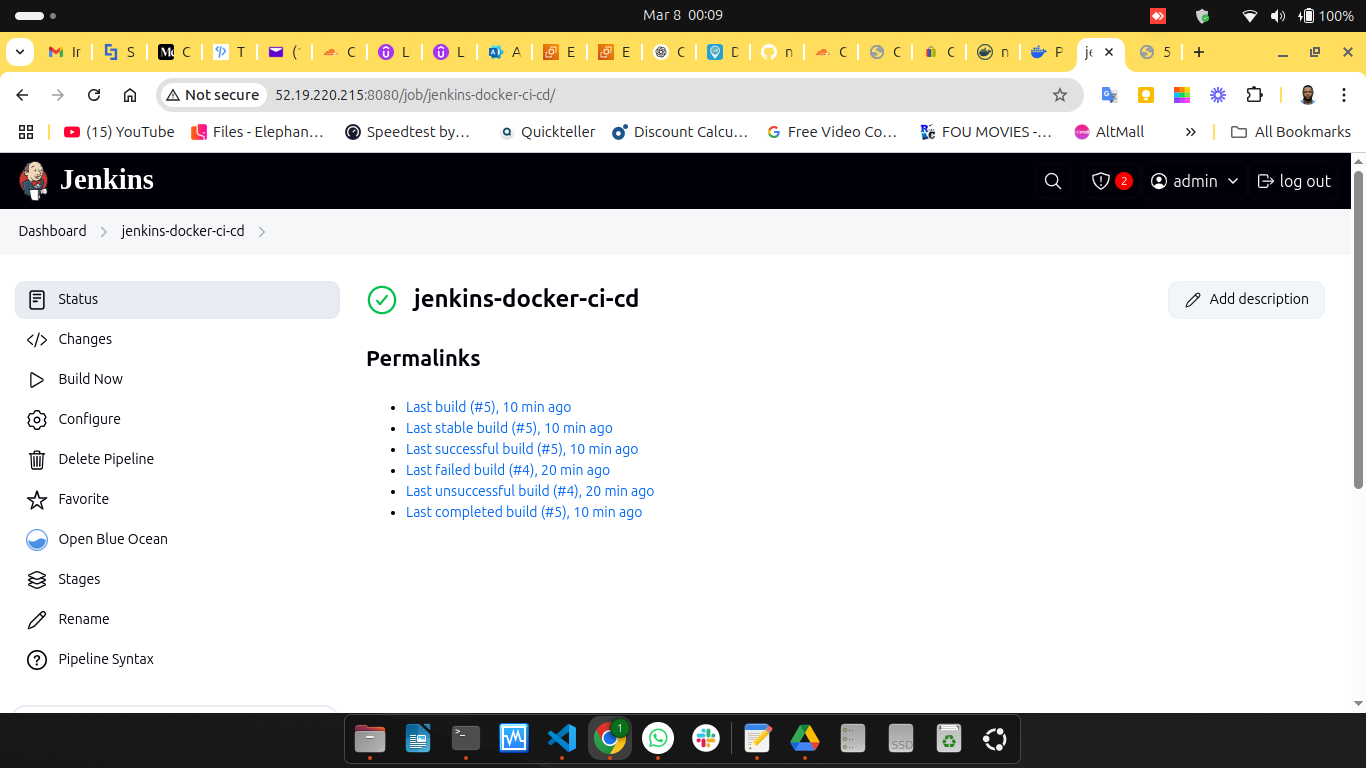 Mar 8 00:09
100%
Ir
S
C
T
(1
C
L
L
A
E
E
C
D
n
C
C
C
n
P
je
5
Not secure
52.19.220.215:8080/job/jenkins-docker-ci-cd/
(15) YouTube
Files - Elephan...
Speedtest by...
Quickteller
Discount Calcu...
Free Video Co...
FOU MOVIES -...
AltMall
»
All Bookmarks
Jenkins
2
admin
log out
Dashboard
jenkins-docker-ci-cd
Status
jenkins-docker-ci-cd
Add description
Changes
Permalinks
Build Now
Last build (#5), 10 min ago
Configure
Last stable build (#5), 10 min ago
Last successful build (#5), 10 min ago
Delete Pipeline
Last failed build (#4), 20 min ago
Last unsuccessful build (#4), 20 min ago
Favorite
Last completed build (#5), 10 min ago
Open Blue Ocean
Stages
Rename
Pipeline Syntax
1
SSD